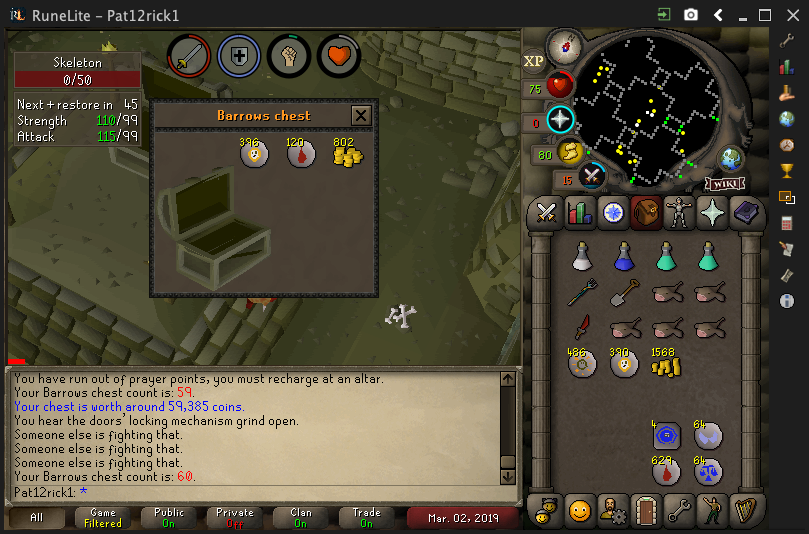 RuneLite - Pat12rick1
Skeleton
0/50
Next + restore in 45
Strength 110/99
Attack 115/99
Barrows chest
396 120 802
XP
75
0
80
15
WIKI
486 390 1568
4 64
629 64
You have run out of prayer points, you must recharge at an altar.
Your Barrows chest count is: 59.
Your chest is worth around 59,385 coins.
You hear the doors' locking mechanism grind open.
Someone else is fighting that.
Someone else is fighting that.
Someone else is fighting that.
Your Barrows chest count is: 60.
Pat12rick1: *
All
Game Filtered
Public On
Private Off
Clan On
Trade On
Mar. 02, 2019